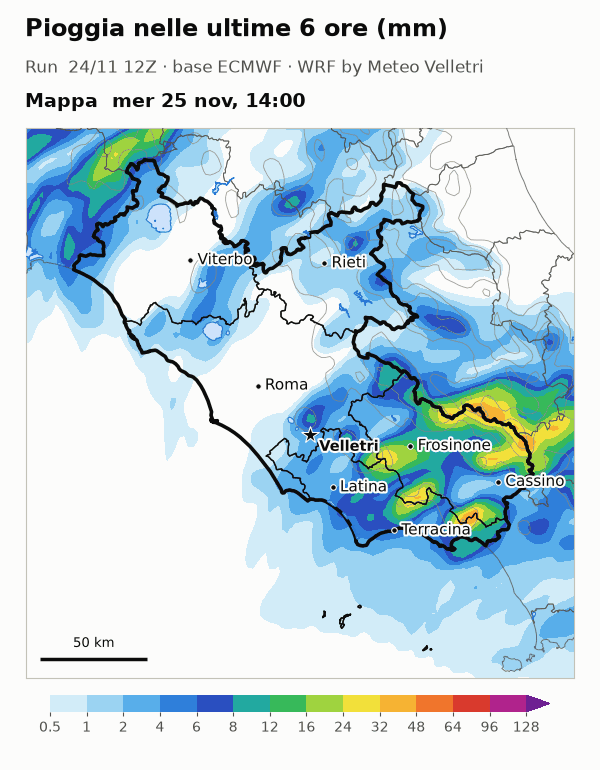 Pioggia nelle ultime 6 ore (mm)
Run  24/11 12Z · base ECMWF · WRF by Meteo Velletri
Mappa  mer 25 nov, 14:00
Viterbo
Rieti
Roma
Velletri
Frosinone
Latina
Cassino
Terracina
50 km
0.5 1 2 4 6 8 12 16 24 32 48 64 96 128